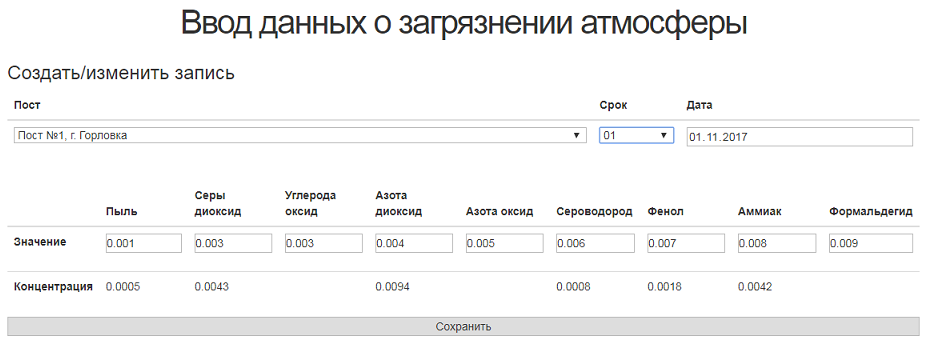 Ввод данных о загрязнении атмосферы
Создать/изменить запись
Пост Срок Дата
Пост №1, г. Горловка 01 01.11.2017
Пыль Серы диоксид Углерода оксид Азота диоксид Азота оксид Сероводород Фенол Аммиак Формальдегид
Значение 0.001 0.003 0.003 0.004 0.005 0.006 0.007 0.008 0.009
Концентрация 0.0005 0.0043 0.0094 0.0008 0.0018 0.0042
Сохранить